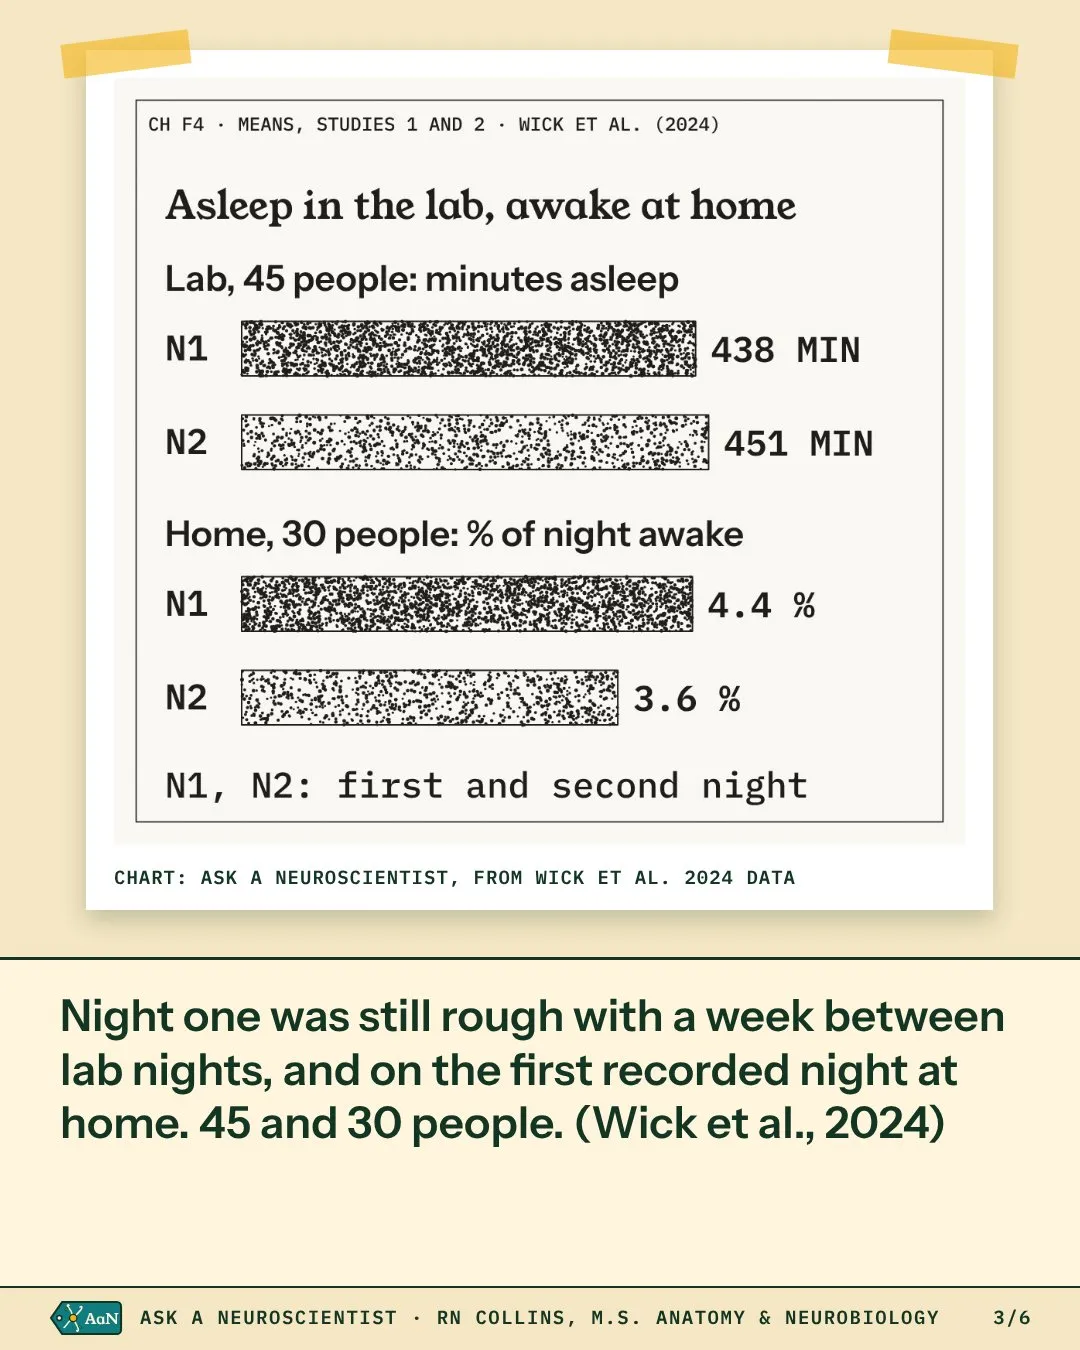 CH F4 · MEANS, STUDIES 1 AND 2 · WICK ET AL. (2024)
Asleep in the lab, awake at home
Lab, 45 people: minutes asleep
N1 438 MIN
N2 451 MIN
Home, 30 people: % of night awake
N1 4.4 %
N2 3.6 %
N1, N2: first and second night
CHART: ASK A NEUROSCIENTIST, FROM WICK ET AL. 2024 DATA
Night one was still rough with a week between
lab nights, and on the first recorded night at
home. 45 and 30 people. (Wick et al., 2024)
AaN ASK A NEUROSCIENTIST · RN COLLINS, M.S. ANATOMY & NEUROBIOLOGY 3/6